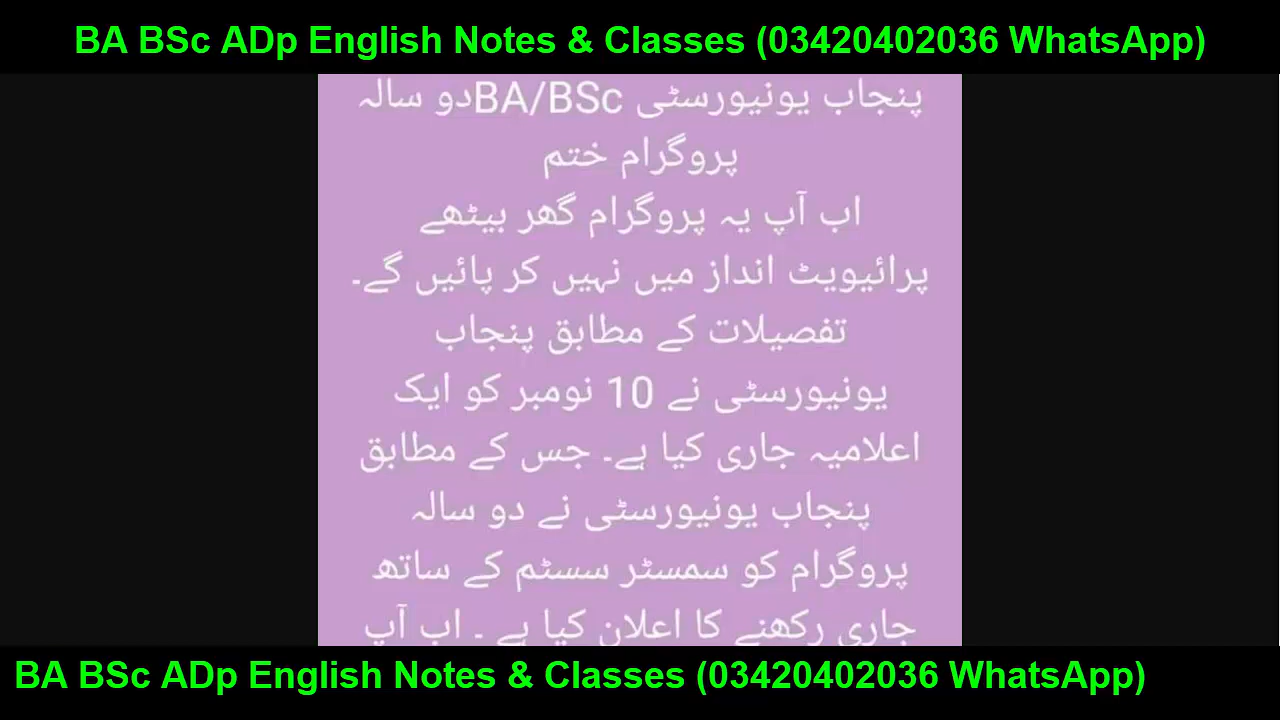 BA BSc ADp English Notes & Classes (03420402036 WhatsApp)
پنجاب یونیورسٹی BA/BSc دو سالہ
پروگرام ختم
اب آپ یہ پروگرام گھر بیٹھے
پرائیویٹ انداز میں نہیں کر پائیں گے۔
تفصیلات کے مطابق پنجاب
یونیورسٹی نے 10 نومبر کو ایک
اعلامیہ جاری کیا ہے۔ جس کے مطابق
پنجاب یونیورسٹی نے دو سالہ
پروگرام کو سمسٹر سسٹم کے ساتھ
جاری رکھنے کا اعلان کیا ہے ۔ اب آپ
BA BSc ADp English Notes & Classes (03420402036 WhatsApp)